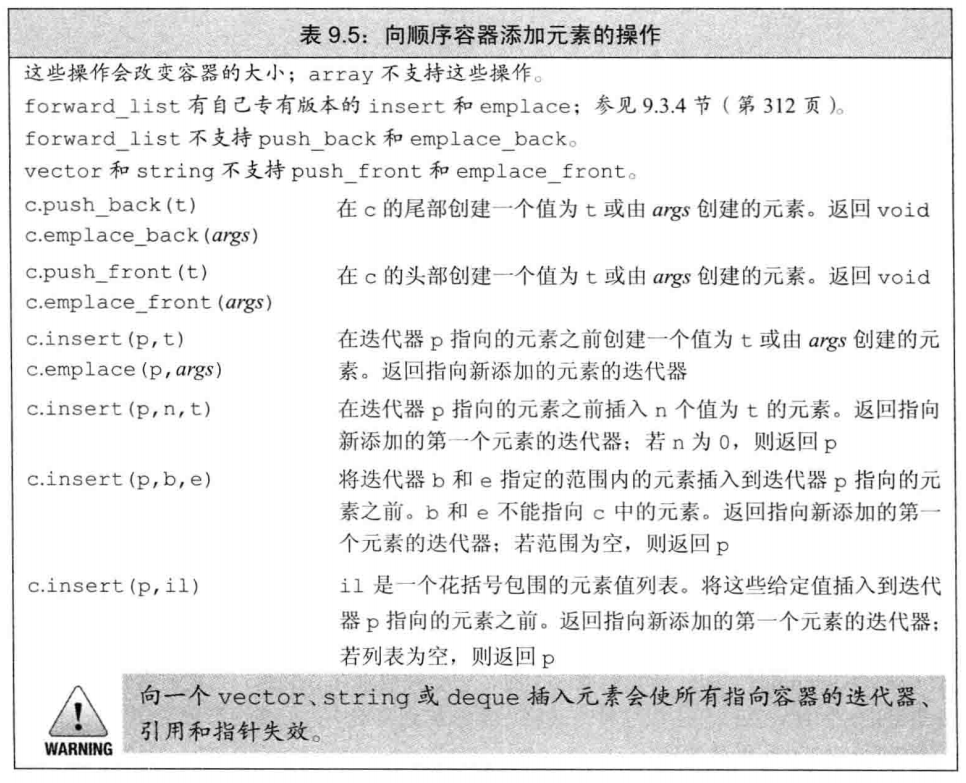 表 9.5：向顺序容器添加元素的操作
这些操作会改变容器的大小；array 不支持这些操作。
forward_list 有自己专有版本的 insert 和 emplace；参见 9.3.4 节（第 312 页）。
forward_list 不支持 push_back 和 emplace_back。
vector 和 string 不支持 push_front 和 emplace_front。
c.push_back(t) 在 c 的尾部创建一个值为 t 或由 args 创建的元素。返回 void
c.emplace_back(args)
c.push_front(t) 在 c 的头部创建一个值为 t 或由 args 创建的元素。返回 void
c.emplace_front(args)
c.insert(p,t) 在迭代器 p 指向的元素之前创建一个值为 t 或由 args 创建的元
c.emplace(p,args) 素。返回指向新添加的元素的迭代器
c.insert(p,n,t) 在迭代器 p 指向的元素之前插入 n 个值为 t 的元素。返回指向
新添加的第一个元素的迭代器；若 n 为 0，则返回 p
c.insert(p,b,e) 将迭代器 b 和 e 指定的范围内的元素插入到迭代器 p 指向的元
素之前。b 和 e 不能指向 c 中的元素。返回指向新添加的第一
个元素的迭代器；若范围为空，则返回 p
c.insert(p,il) il 是一个花括号包围的元素值列表。将这些给定值插入到迭代
器 p 指向的元素之前。返回指向新添加的第一个元素的迭代器；
若列表为空，则返回 p
向一个 vector、string 或 deque 插入元素会使所有指向容器的迭代器、
引用和指针失效。
WARNING